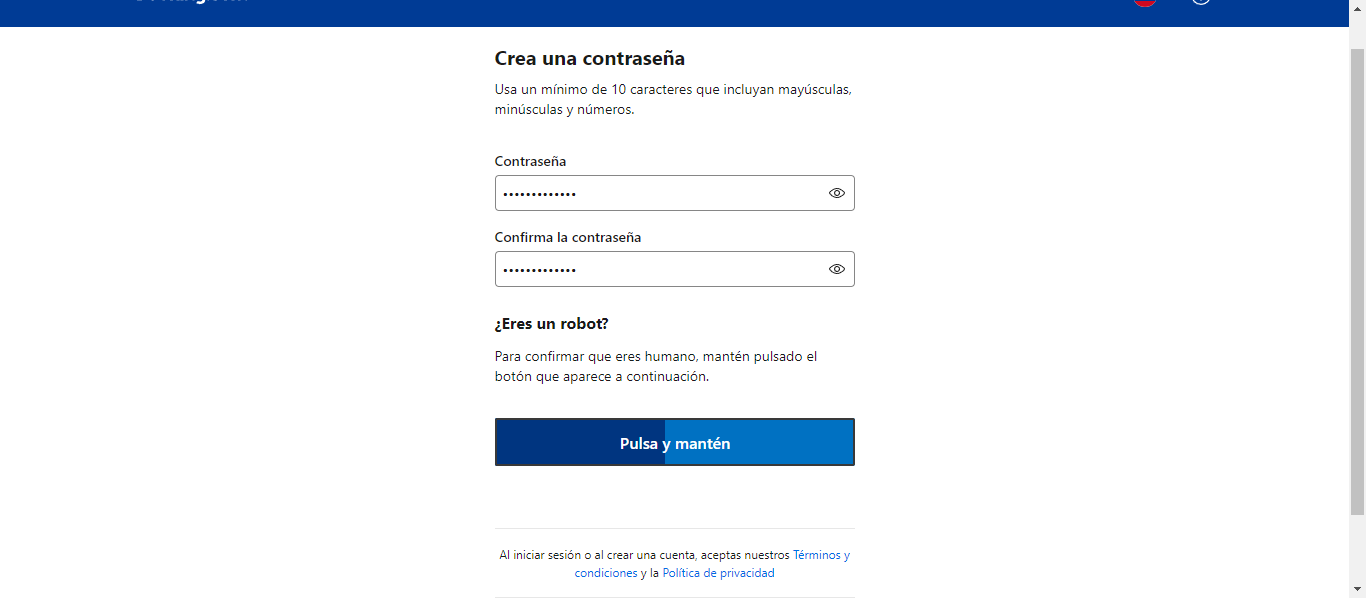 Crea una contraseña
Usa un mínimo de 10 caracteres que incluyan mayúsculas,
minúsculas y números.
Contraseña
•••••••••••••
Confirma la contraseña
•••••••••••••
¿Eres un robot?
Para confirmar que eres humano, mantén pulsado el
botón que aparece a continuación.
Pulsa y mantén
Al iniciar sesión o al crear una cuenta, aceptas nuestros Términos y
condiciones y la Política de privacidad